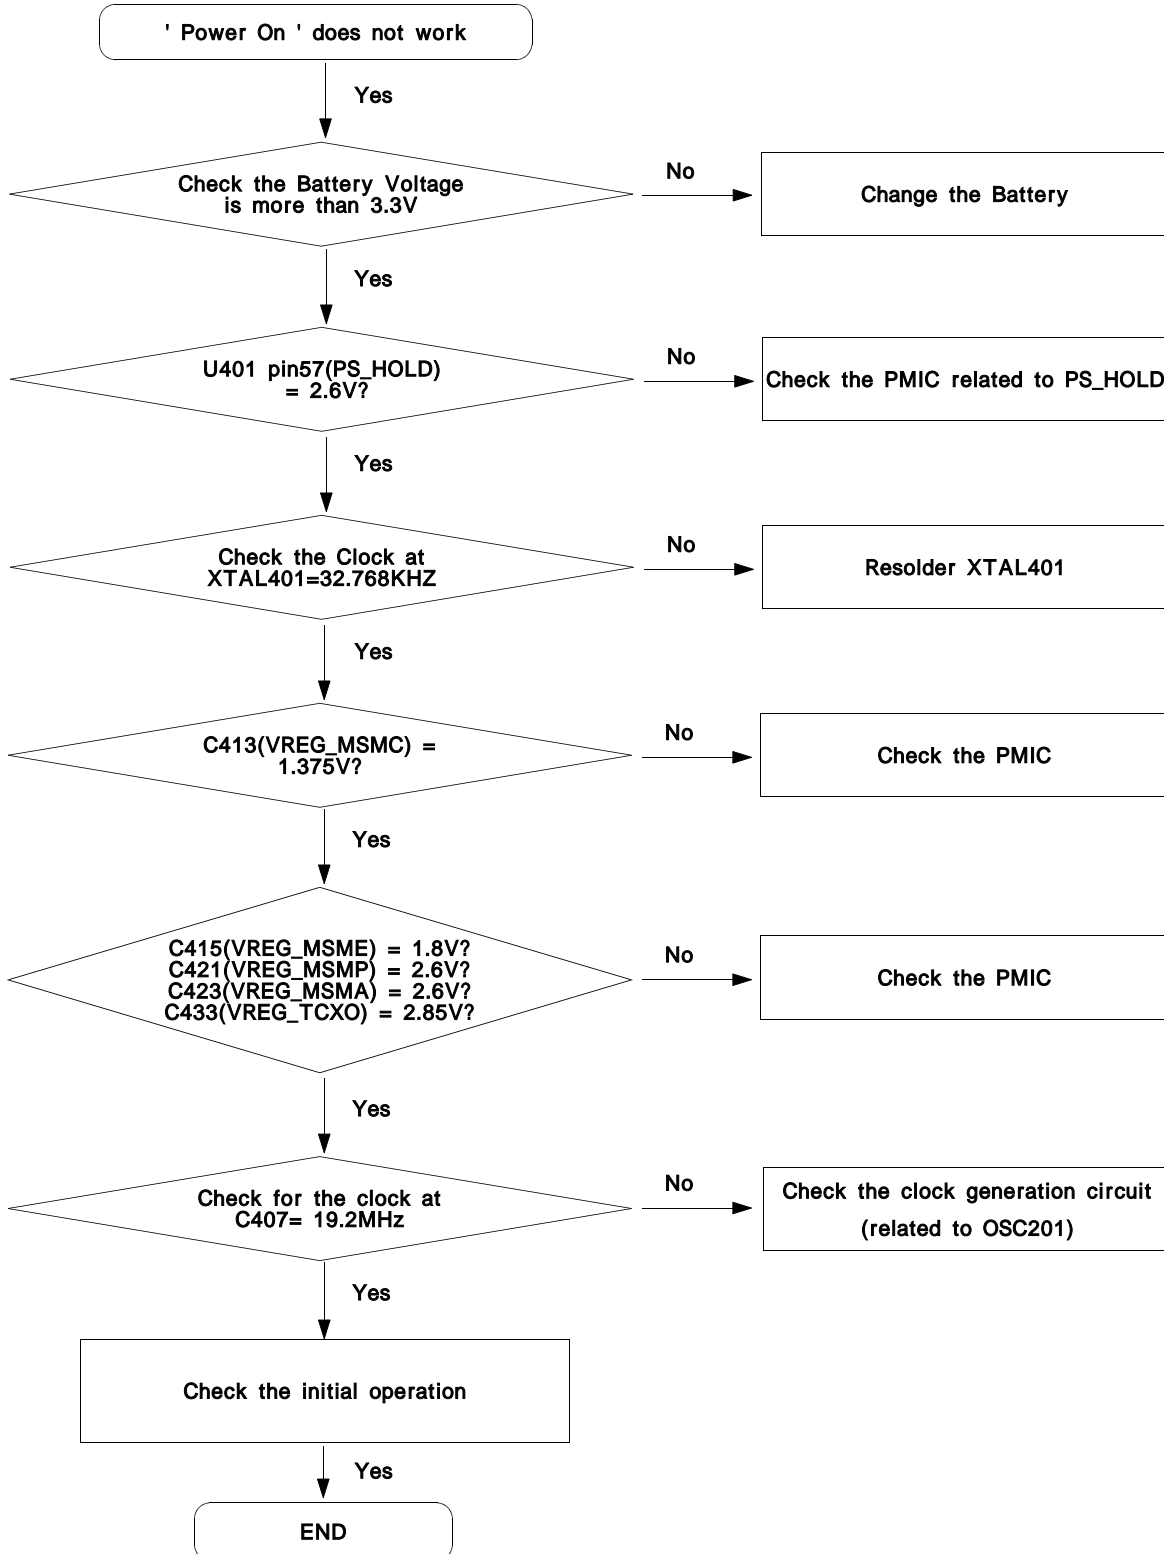 ' Power On ' does not work
Yes
Check the Battery Voltage
is more than 3.3V
No
Change the Battery
Yes
U401 pin57(PS_HOLD)
= 2.6V?
No
Check the PMIC related to PS_HOLD
Yes
Check the Clock at
XTAL401=32.768KHZ
No
Resolder XTAL401
Yes
C413(VREG_MSMC) =
1.375V?
No
Check the PMIC
Yes
C415(VREG_MSME) = 1.8V?
C421(VREG_MSMP) = 2.6V?
C423(VREG_MSMA) = 2.6V?
C433(VREG_TCXO) = 2.85V?
No
Check the PMIC
Yes
Check for the clock at
C407= 19.2MHz
No
Check the clock generation circuit
(related to OSC201)
Yes
Check the initial operation
Yes
END